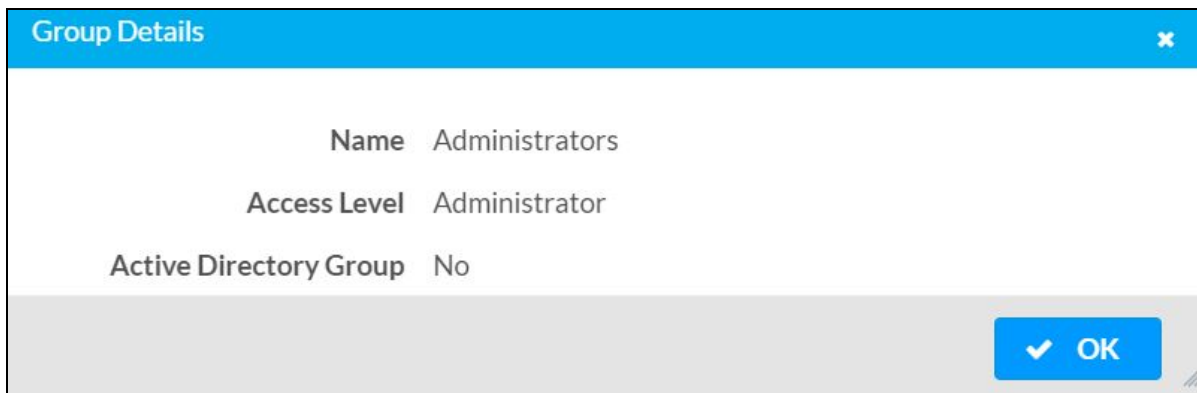 Group Details
Name Administrators
Access Level Administrator
Active Directory Group No
OK